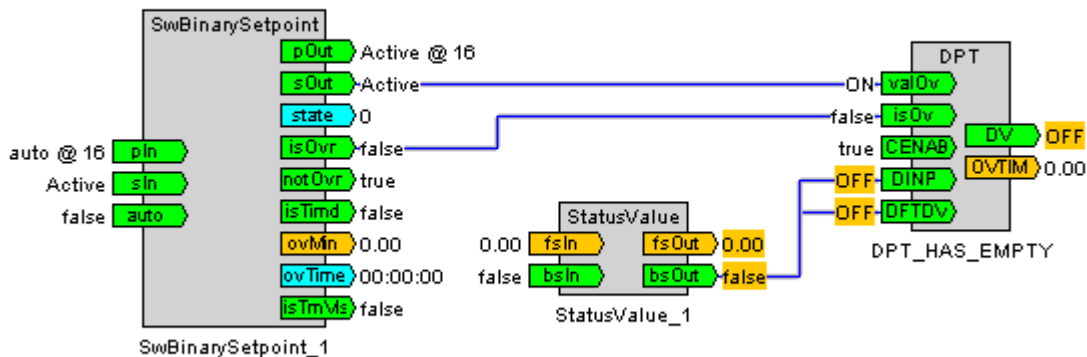 SwBinarySetpoint
pOut Active @ 16
sOut Active
state 0
auto @ 16 pIn
isOvr false
Active sIn
notOvr true
false auto
isTimd false
ovMin 0.00
ovTime 00:00:00
isTmMs false
SwBinarySetpoint_1
StatusValue
0.00 fsIn fsOut 0.00
false bsIn bsOut false
StatusValue_1
DPT
ON valOv
false isOv
DV OFF
true CENAB
OVTIM 0.00
OFF DINP
OFF DFTDV
DPT_HAS_EMPTY